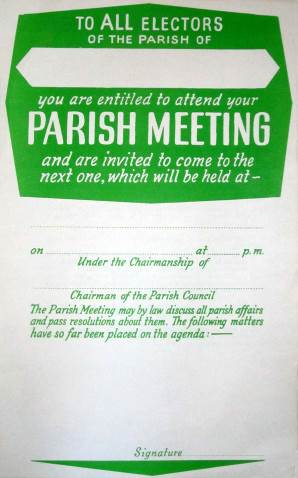 TO ALL ELECTORS
OF THE PARISH OF
you are entitled to attend your
PARISH MEETING
and are invited to come to the
next one, which will be held at—
on at p.m.
Under the Chairmanship of
Chairman of the Parish Council
The Parish Meeting may by law discuss all parish affairs
and pass resolutions about them. The following matters
have so far been placed on the agenda:—
Signature